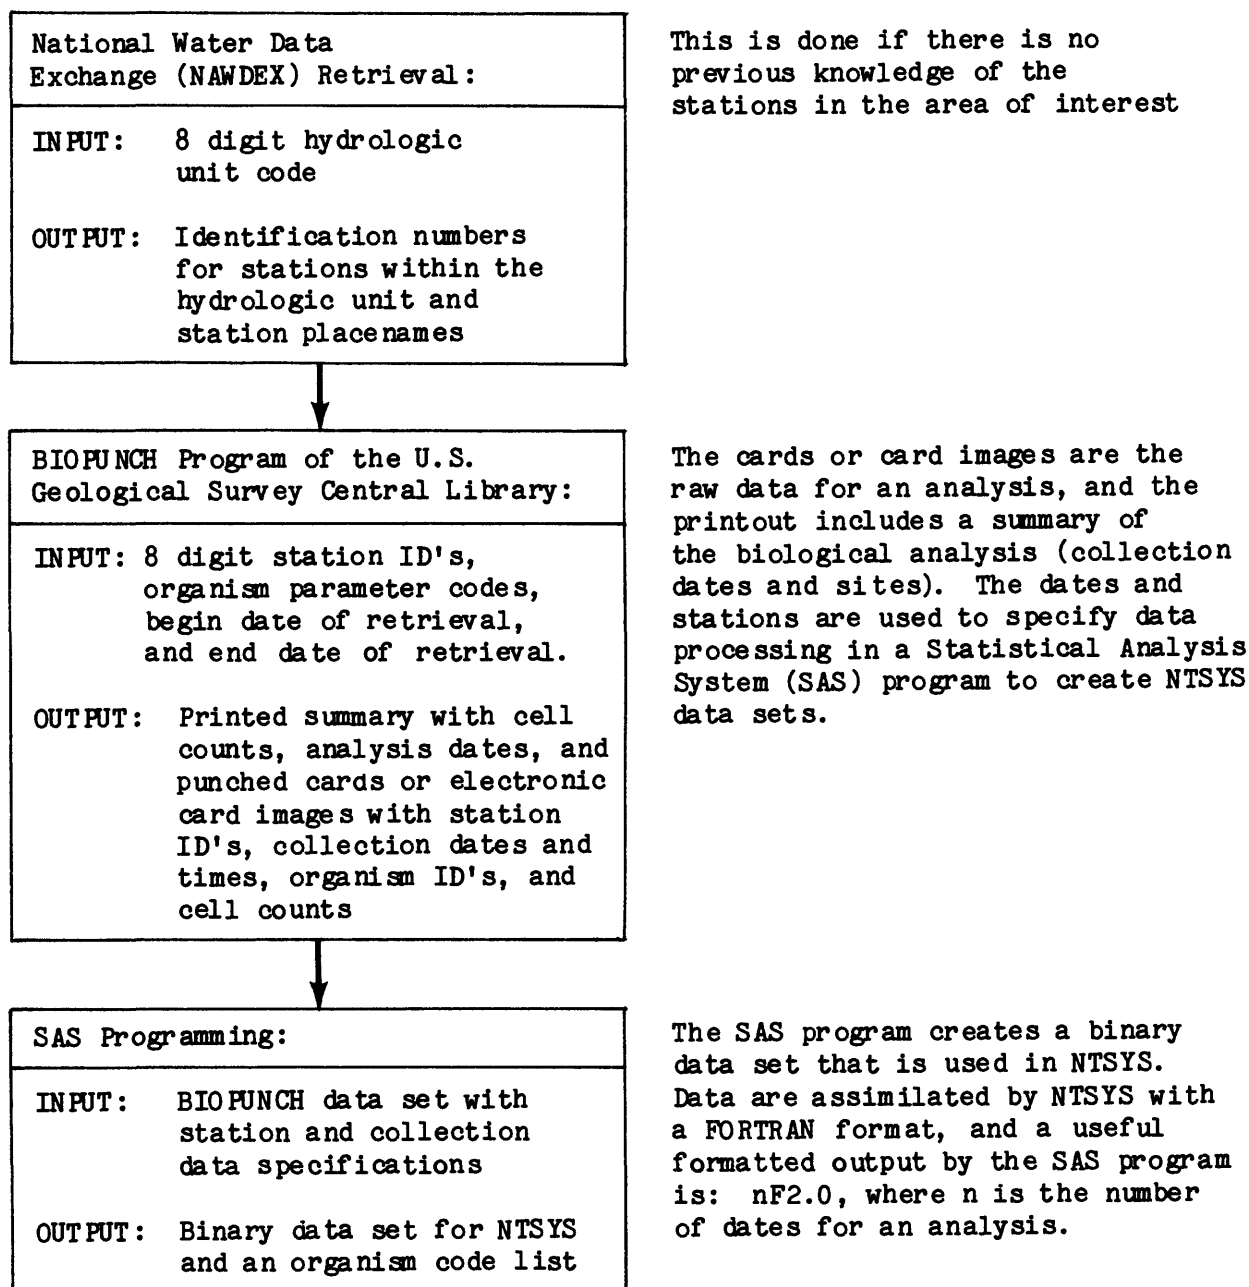 National Water Data
Exchange (NAWDEX) Retrieval:
INPUT: 8 digit hydrologic
unit code
OUTPUT: Identification numbers
for stations within the
hydrologic unit and
station placenames
This is done if there is no
previous knowledge of the
stations in the area of interest
BIOPUNCH Program of the U.S.
Geological Survey Central Library:
INPUT: 8 digit station ID's,
organism parameter codes,
begin date of retrieval,
and end date of retrieval.
OUTPUT: Printed summary with cell
counts, analysis dates, and
punched cards or electronic
card images with station
ID's, collection dates and
times, organism ID's, and
cell counts
The cards or card images are the
raw data for an analysis, and the
printout includes a summary of
the biological analysis (collection
dates and sites). The dates and
stations are used to specify data
processing in a Statistical Analysis
System (SAS) program to create NTSYS
data sets.
SAS Programming:
INPUT: BIOPUNCH data set with
station and collection
data specifications
OUTPUT: Binary data set for NTSYS
and an organism code list
The SAS program creates a binary
data set that is used in NTSYS.
Data are assimilated by NTSYS with
a FORTRAN format, and a useful
formatted output by the SAS program
is: nF2.0, where n is the number
of dates for an analysis.